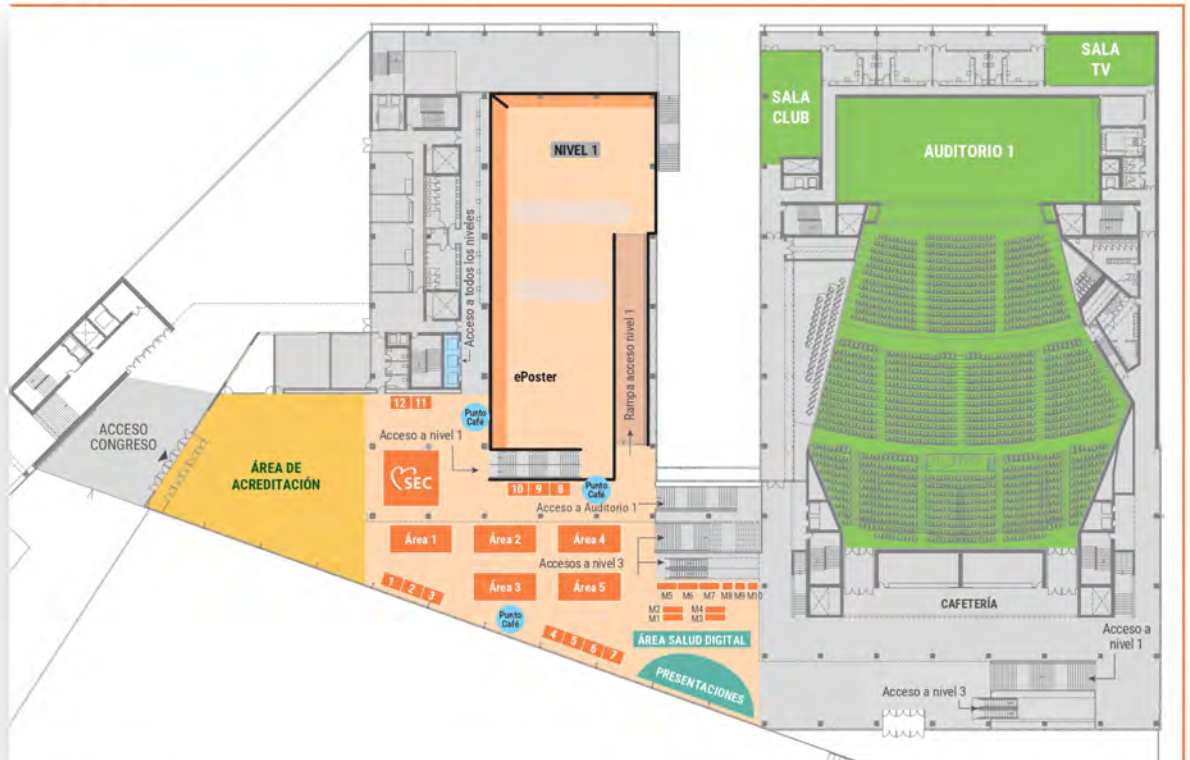 SALA
TV
SALA
CLUB
NIVEL 1
AUDITORIO 1
Acceso a todos los niveles
Rampa acceso nivel 1
ePoster
12 11
Punto
Café
ACCESO
CONGRESO
Acceso a nivel 1
ÁREA DE
ACREDITACIÓN
SEC
10 9 8
Punto
Café
Acceso a Auditorio 1
Área 1
Área 2
Área 4
Accesos a nivel 3
1 2 3
Área 3
Área 5
M5 M6 M7 M8 M9 M10
M2
M1
M4
M3
CAFETERÍA
Punto
Café
4 5 6 7
ÁREA SALUD DIGITAL
PRESENTACIONES
Acceso a
nivel 1
Acceso a nivel 3